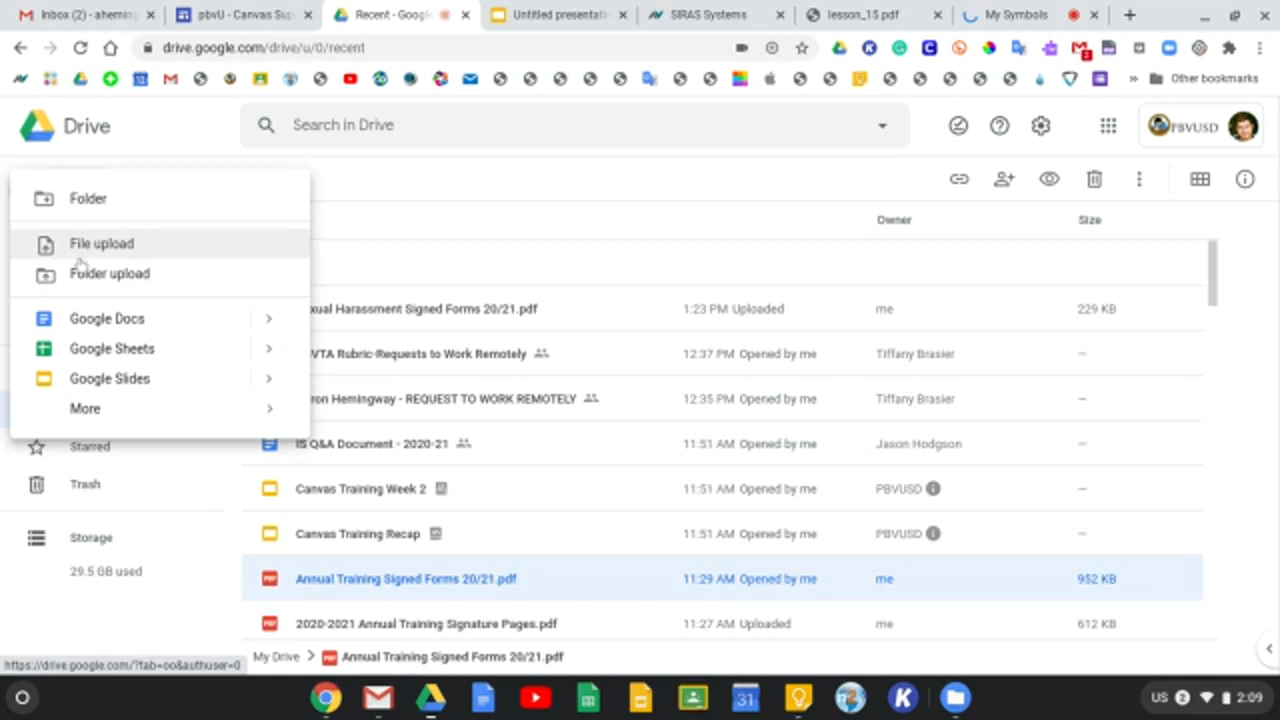 Inbox (2) - aheming
pbvU - Canvas Sup
Recent - Google
Untitled presentati
SIRAS Systems
lesson_15.pdf
My Symbols
drive.google.com/drive/u/0/recent
Other bookmarks
Drive
Search in Drive
PBVUSD
Folder
File upload
Folder upload
Google Docs
Google Sheets
Google Slides
More
Starred
Trash
Storage
29.5 GB used
Owner
Size
xual Harassment Signed Forms 20/21.pdf 1:23 PM Uploaded me 229 KB
VTA Rubric-Requests to Work Remotely 12:37 PM Opened by me Tiffany Brasier –
ron Hemingway - REQUEST TO WORK REMOTELY 12:35 PM Opened by me Tiffany Brasier –
IS Q&A Document - 2020-21 11:51 AM Opened by me Jason Hodgson –
Canvas Training Week 2 11:51 AM Opened by me PBVUSD –
Canvas Training Recap 11:51 AM Opened by me PBVUSD –
Annual Training Signed Forms 20/21.pdf 11:29 AM Opened by me me 952 KB
2020-2021 Annual Training Signature Pages.pdf 11:27 AM Uploaded me 612 KB
https://drive.google.com/?tab=oo&authuser=0
My Drive > Annual Training Signed Forms 20/21.pdf
US 2 2:09